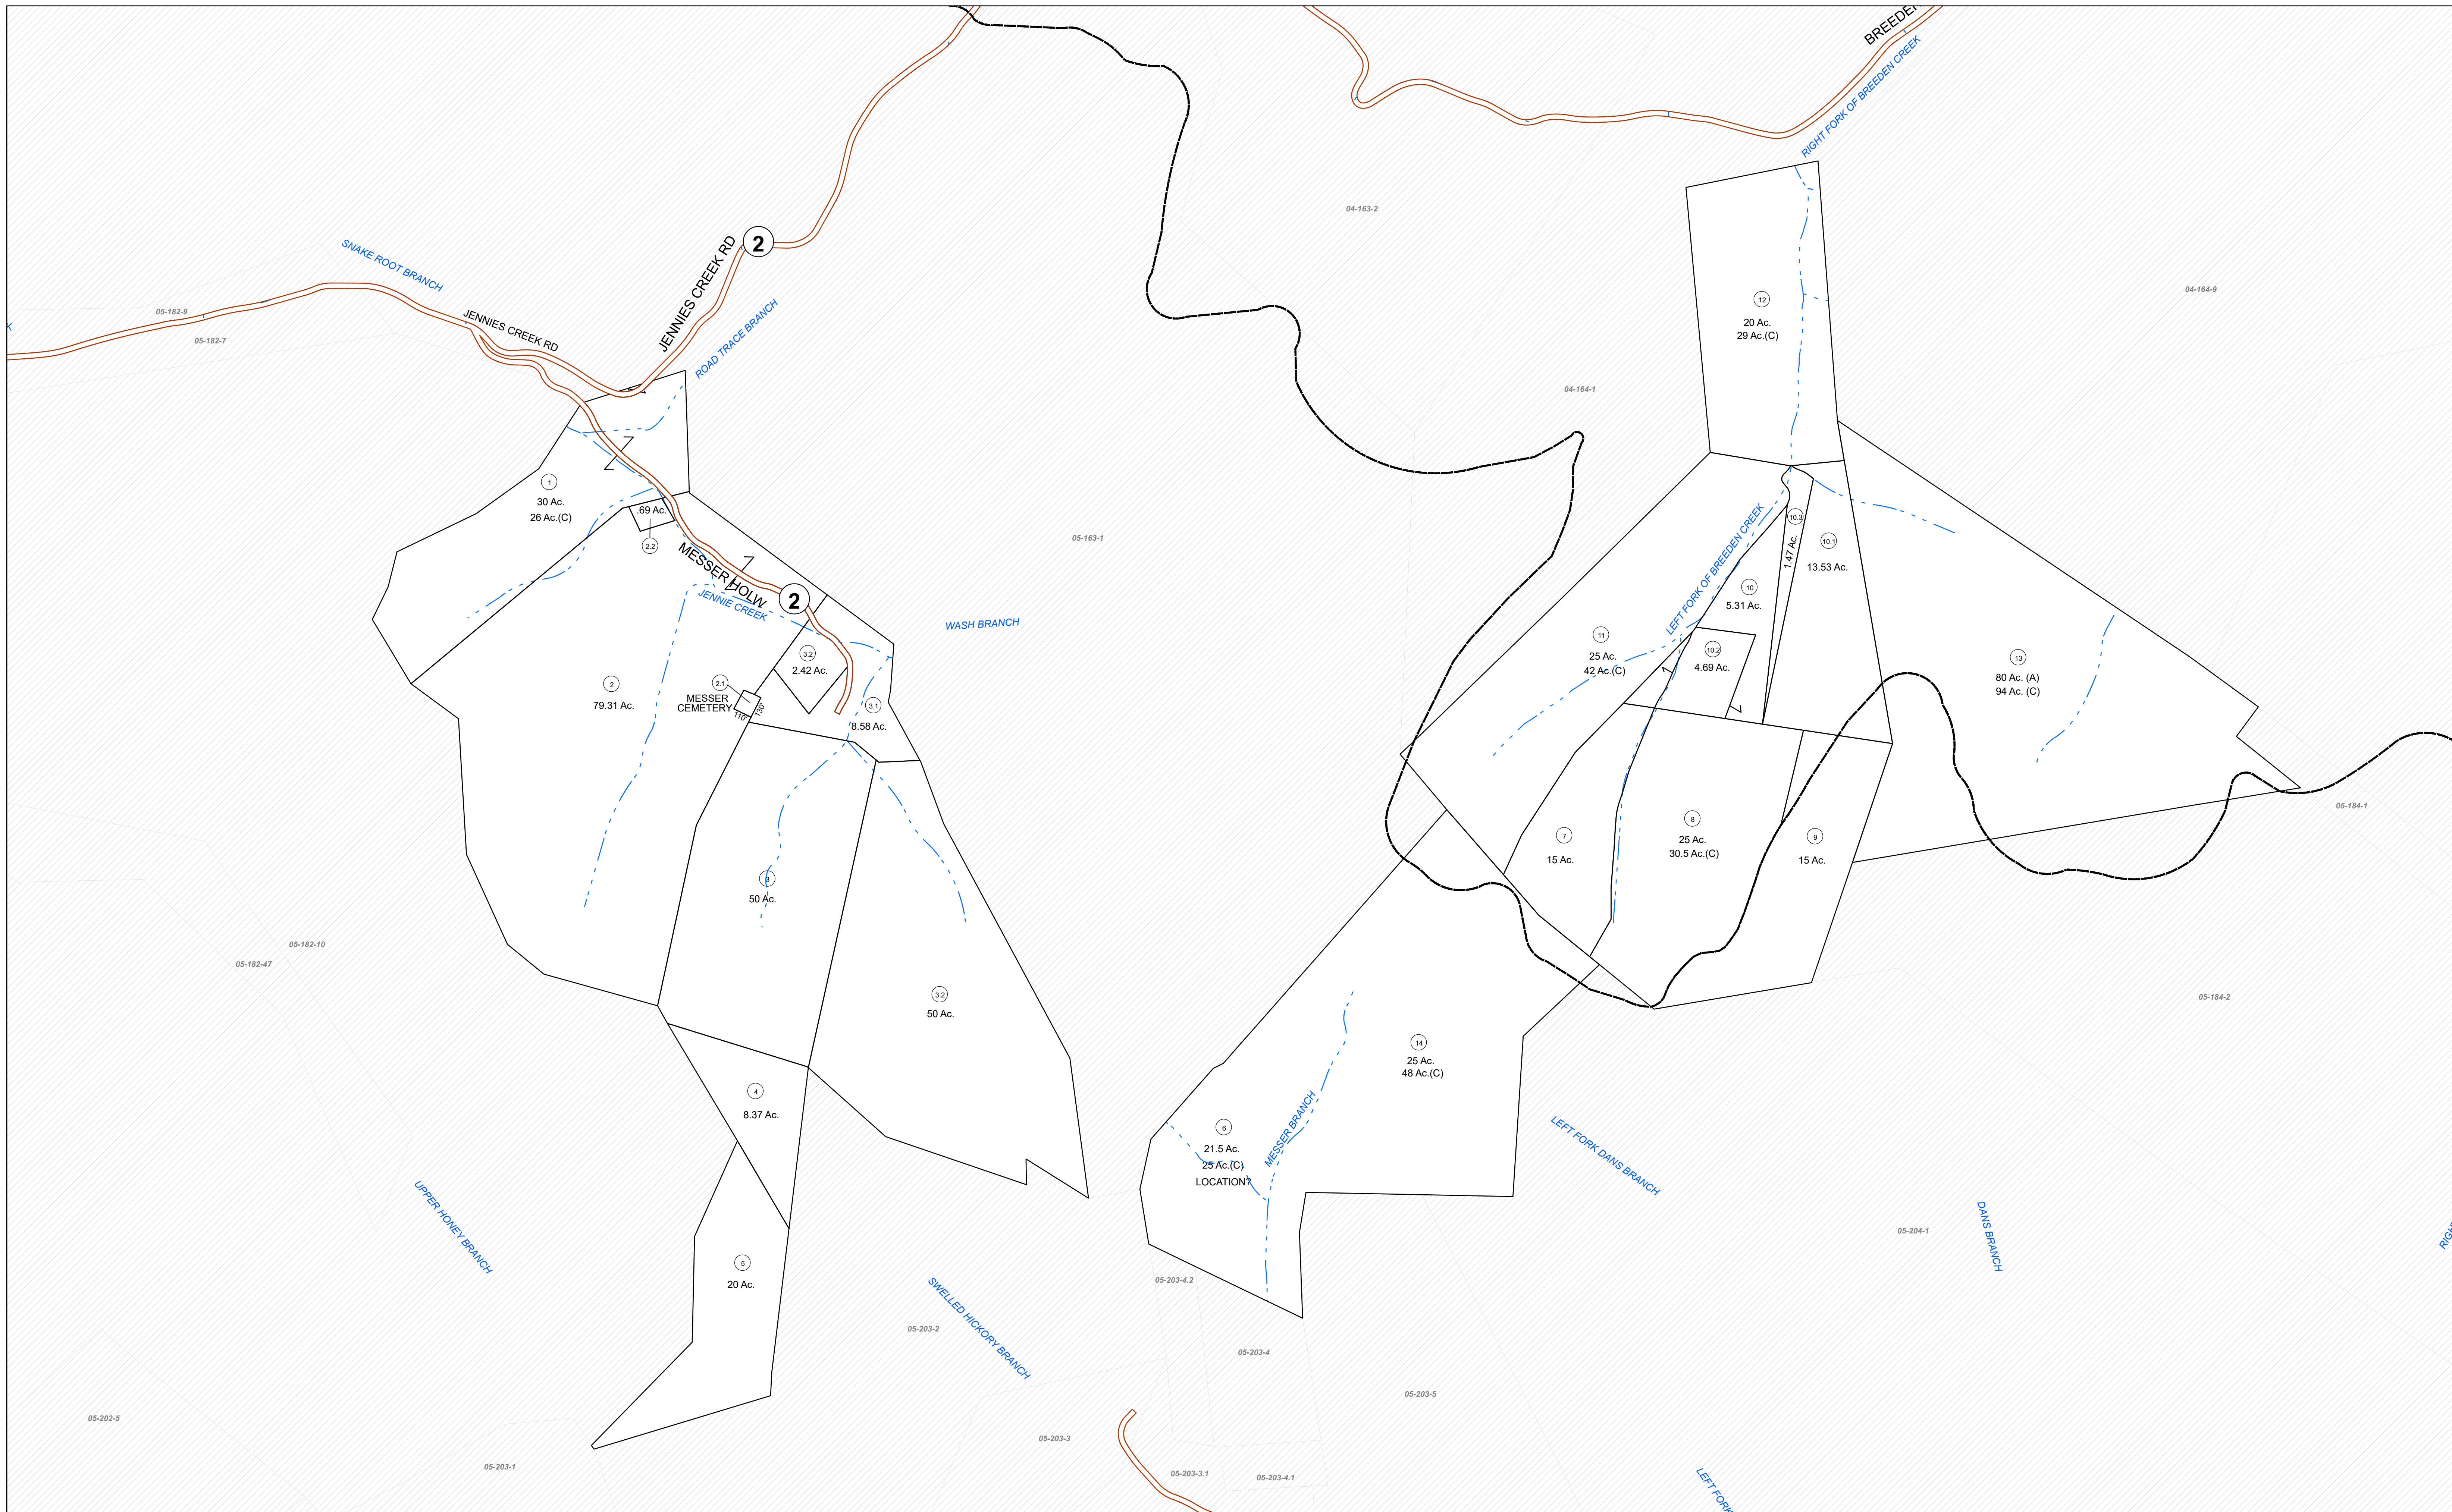 BREEDEN
RIGHT FORK OF BREEDEN CREEK
04-163-2
2
JENNIES CREEK RD
SNAKE ROOT BRANCH
04-164-9
12
20 Ac.
29 Ac.(C)
05-182-9
JENNIES CREEK RD
K
05-182-7
ROAD TRACE BRANCH
04-164-1
1
30 Ac.
26 Ac.(C)
.69 Ac.
2.2
05-163-1
LEFT FORK OF BREEDEN CREEK
10.3
1.47 Ac.
10.1
13.53 Ac.
MESSER HOLW
2
JENNIE CREEK
WASH BRANCH
10
5.31 Ac.
11
25 Ac.
42 Ac.(C)
10.2
4.69 Ac.
13
80 Ac. (A)
94 Ac. (C)
3.2
2.42 Ac.
2
79.31 Ac.
2.1
MESSER
CEMETERY
110'
130'
3.1
8.58 Ac.
05-184-1
7
15 Ac.
8
25 Ac.
30.5 Ac.(C)
9
15 Ac.
3
50 Ac.
05-182-10
05-182-47
3.2
50 Ac.
05-184-2
14
25 Ac.
48 Ac.(C)
4
8.37 Ac.
6
21.5 Ac.
25 Ac.(C)
LOCATION?
MESSER BRANCH
LEFT FORK DANS BRANCH
UPPER HONEY BRANCH
05-204-1
DANS BRANCH
RIGH
5
20 Ac.
05-203-4.2
SWELLED HICKORY BRANCH
05-203-2
05-203-4
05-203-5
05-202-5
05-203-3
05-203-1
05-203-3.1
05-203-4.1
LEFT FORK